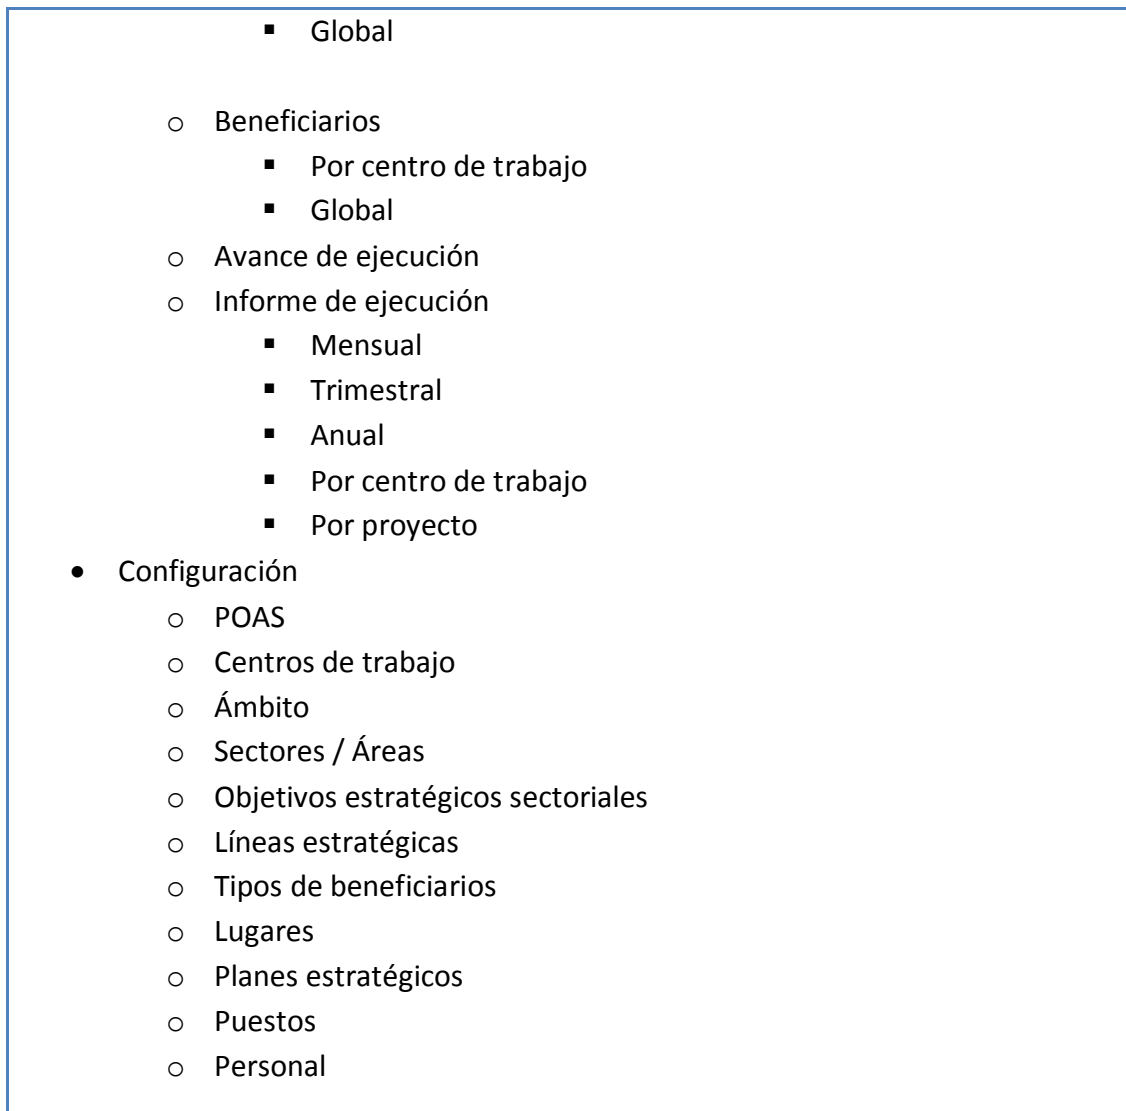 ▪ Global
o Beneficiarios
▪ Por centro de trabajo
▪ Global
o Avance de ejecución
o Informe de ejecución
▪ Mensual
▪ Trimestral
▪ Anual
▪ Por centro de trabajo
▪ Por proyecto
• Configuración
o POAS
o Centros de trabajo
o Ámbito
o Sectores / Áreas
o Objetivos estratégicos sectoriales
o Líneas estratégicas
o Tipos de beneficiarios
o Lugares
o Planes estratégicos
o Puestos
o Personal